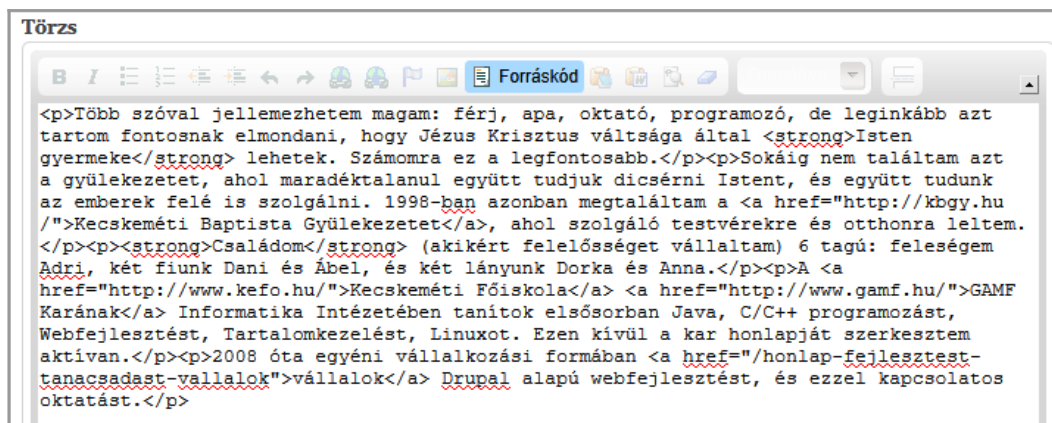 Törzs
B I Forráskód
<p>Több szóval jellemezhetem magam: férj, apa, oktató, programozó, de leginkább azt
tartom fontosnak elmondani, hogy Jézus Krisztus váltsága által <strong>Isten
gyermeke</strong> lehetek. Számomra ez a legfontosabb.</p><p>Sokáig nem találtam azt
a gyülekezetet, ahol maradéktalanul együtt tudjuk dicsérni Istent, és együtt tudunk
az emberek felé is szolgálni. 1998-ban azonban megtaláltam a <a href="http://kbgy.hu
/">Kecskeméti Baptista Gyülekezetet</a>, ahol szolgáló testvérekre és otthonra leltem.
</p><p><strong>Családom</strong> (akikért felelősséget vállaltam) 6 tagú: feleségem
Adri, két fiunk Dani és Ábel, és két lányunk Dorka és Anna.</p><p>A <a
href="http://www.kefo.hu/">Kecskeméti Főiskola</a> <a href="http://www.gamf.hu/">GAMF
Karának</a> Informatika Intézetében tanítok elsősorban Java, C/C++ programozást,
Webfejlesztést, Tartalomkezelést, Linuxot. Ezen kívül a kar honlapját szerkesztem
aktívan.</p><p>2008 óta egyéni vállalkozási formában <a href="/honlap-fejlesztest-
tanacsadast-vallalok">vállalok</a> Drupal alapú webfejlesztést, és ezzel kapcsolatos
oktatást.</p>